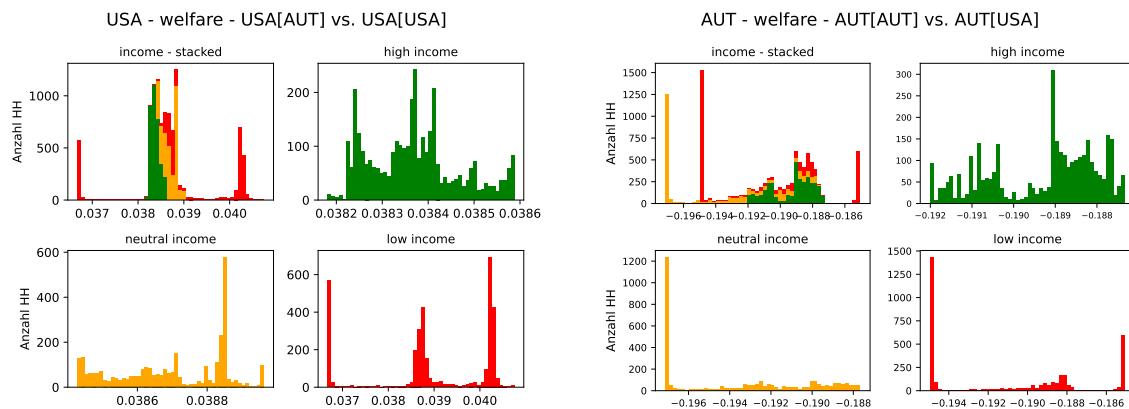 USA - welfare - USA[AUT] vs. USA[USA]
income - stacked
high income
Anzahl HH
1000
500
0
0.037 0.038 0.039 0.040
200
100
0
0.0382 0.0383 0.0384 0.0385 0.0386
neutral income
low income
Anzahl HH
600
400
200
0
0.0386 0.0388
600
400
200
0
0.037 0.038 0.039 0.040
AUT - welfare - AUT[AUT] vs. AUT[USA]
income - stacked
high income
Anzahl HH
1500
1250
1000
750
500
250
0
−0.196 −0.194 −0.192 −0.190 −0.188 −0.186
300
250
200
150
100
50
0
−0.192 −0.191 −0.190 −0.189 −0.188
neutral income
low income
Anzahl HH
1200
1000
800
600
400
200
0
−0.196 −0.194 −0.192 −0.190 −0.188
1500
1250
1000
750
500
250
0
−0.194 −0.192 −0.190 −0.188 −0.186